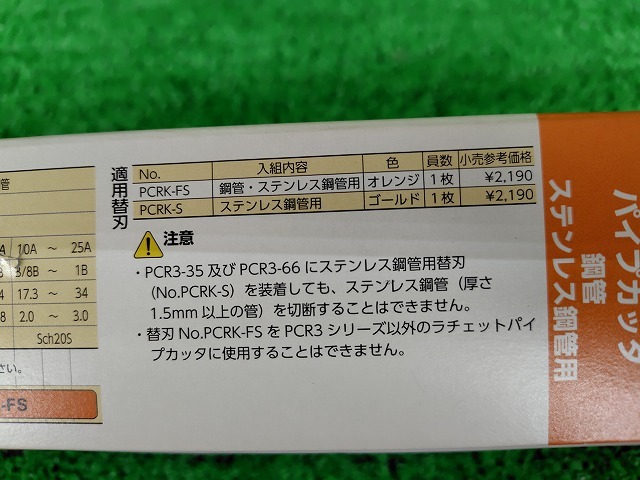 管
A 10A ～ 25A
B 3/8B ～ 1B
4 17.3 ～ 34
8 2.0 ～ 3.0
Sch20S
さい。
-FS
適用替刃
No. 入組内容 色 員数 小売参考価格
PCRK-FS 鋼管・ステンレス鋼管用 オレンジ 1枚 ¥2,190
PCRK-S ステンレス鋼管用 ゴールド 1枚 ¥2,190
注意
・PCR3-35 及び PCR3-66 にステンレス鋼管用替刃
（No.PCRK-S）を装着しても、ステンレス鋼管（厚さ
1.5mm 以上の管）を切断することはできません。
・替刃 No.PCRK-FS を PCR3 シリーズ以外のラチェットパイ
プカッタに使用することはできません。
パイプカッタ
鋼管
ステンレス鋼管用